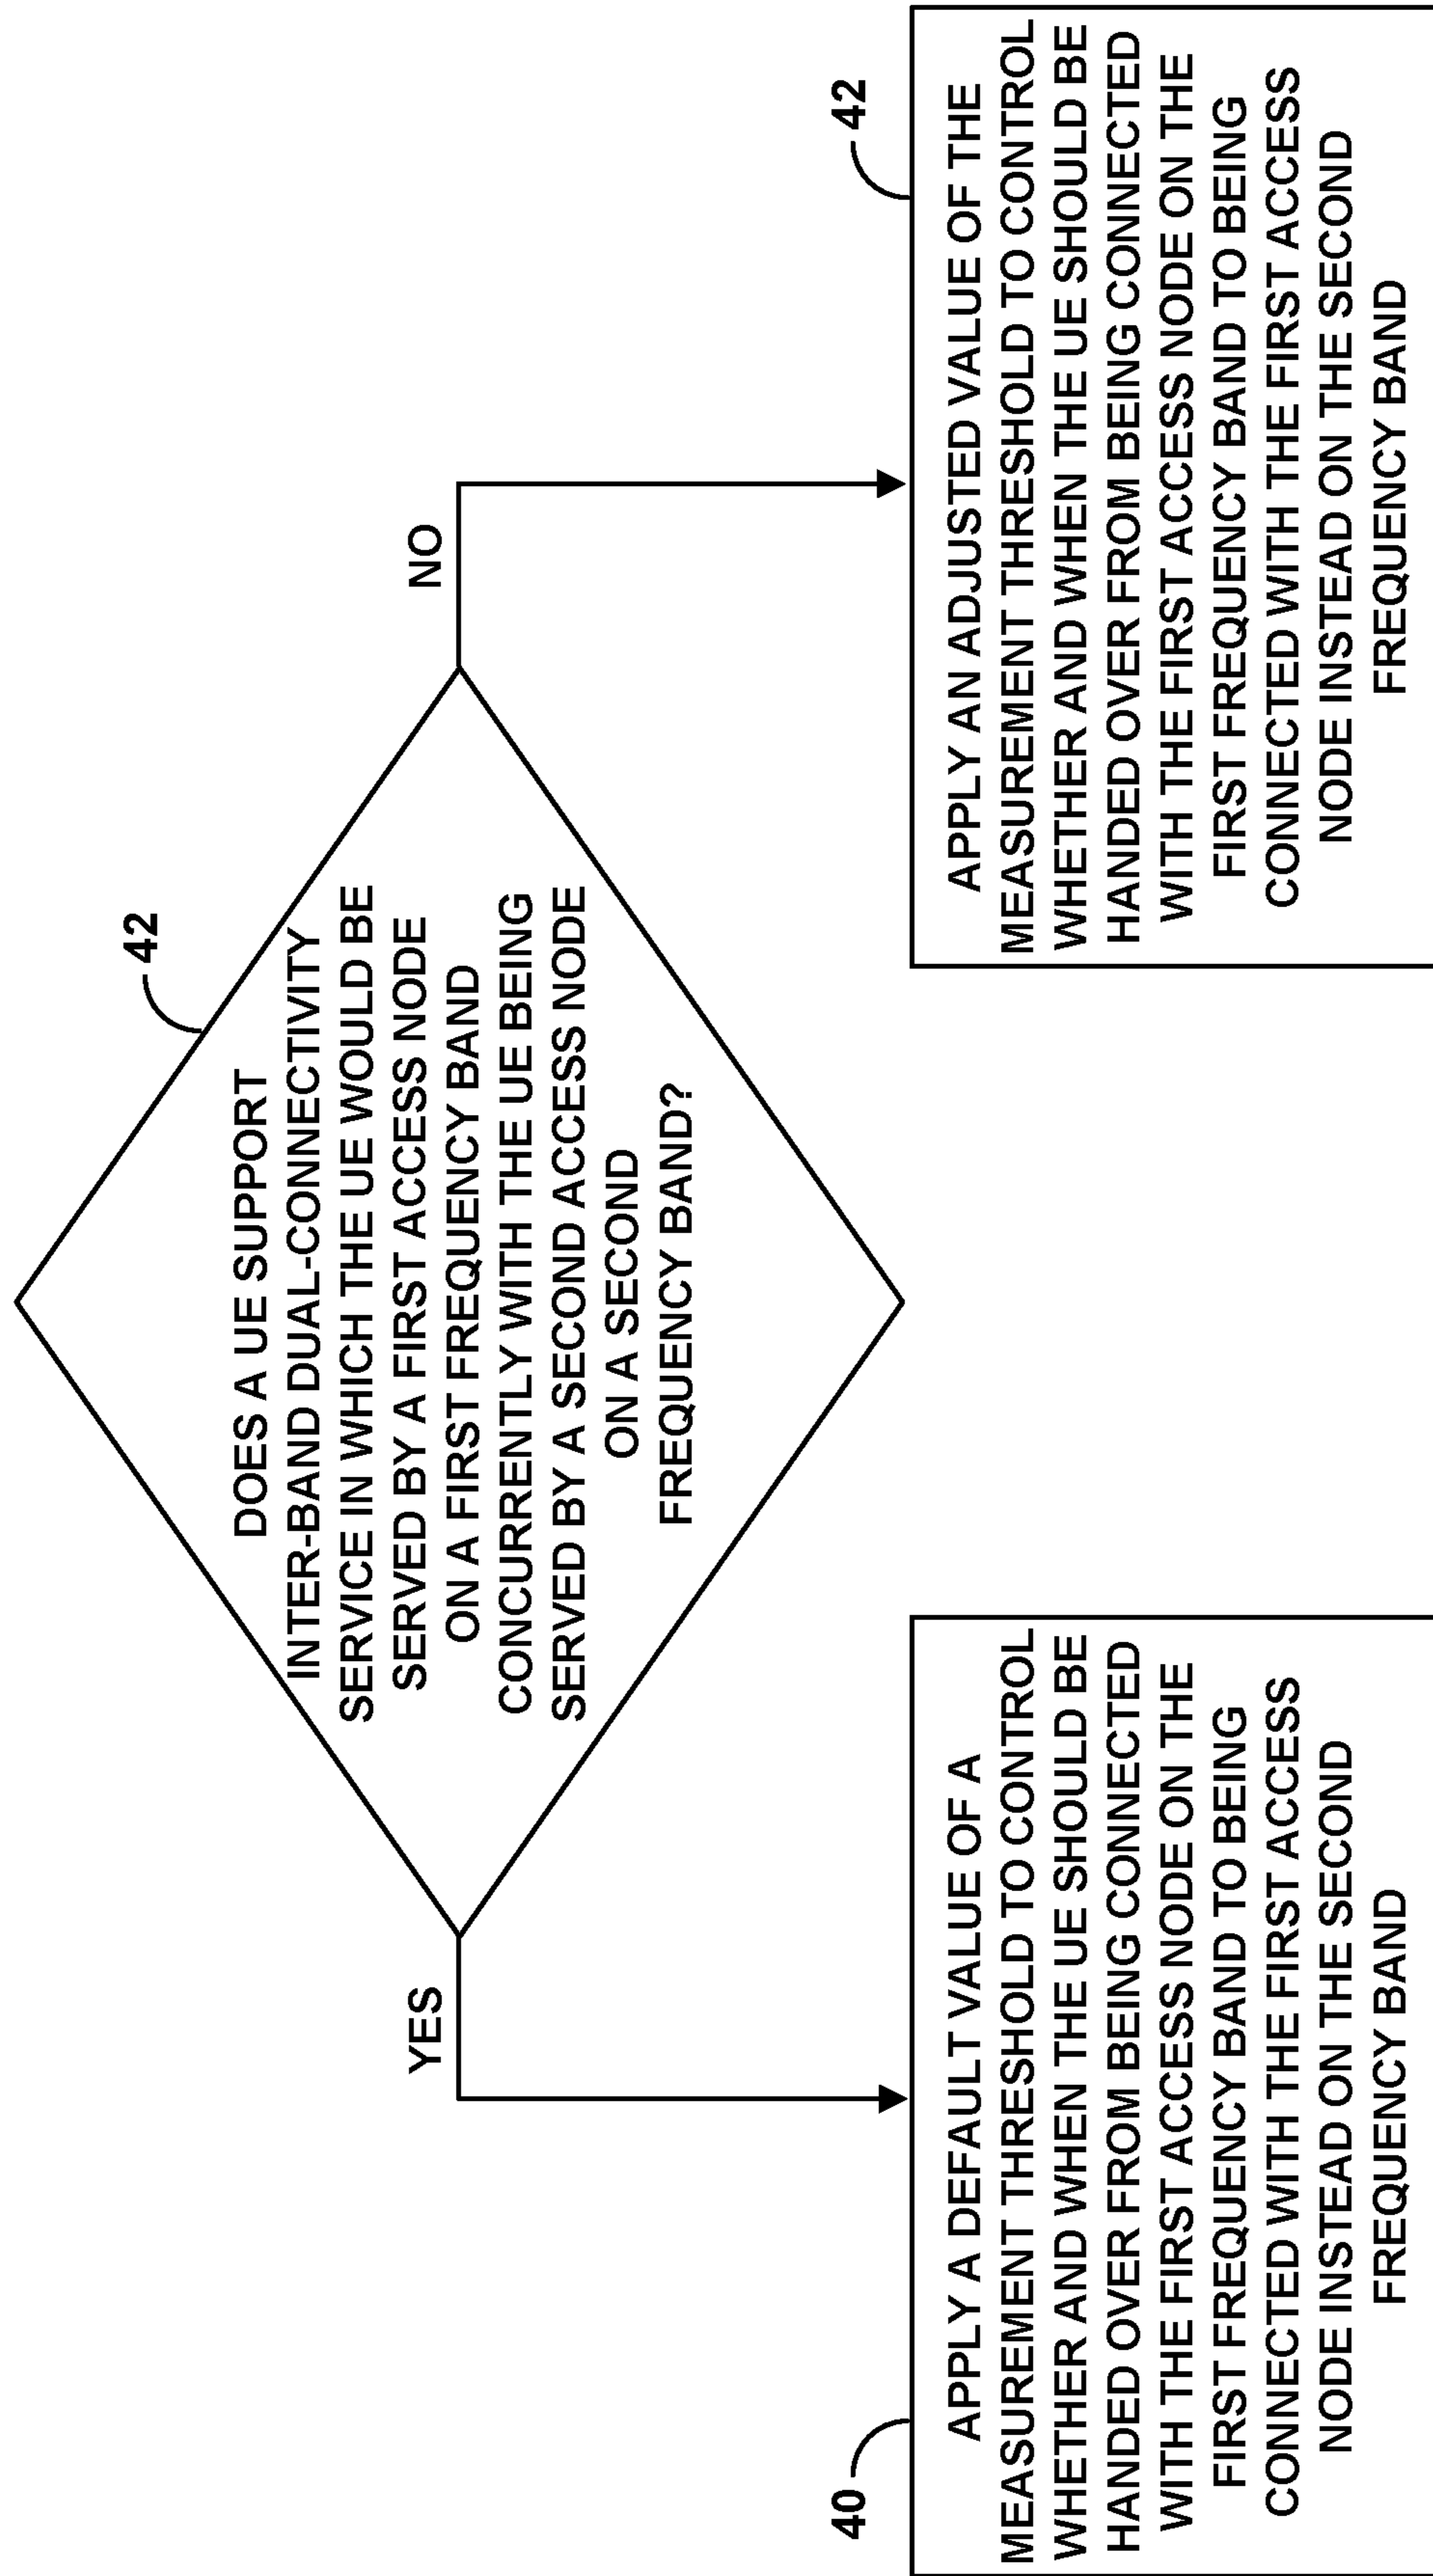 42
DOES A UE SUPPORT
INTER-BAND DUAL-CONNECTIVITY
SERVICE IN WHICH THE UE WOULD BE
SERVED BY A FIRST ACCESS NODE
ON A FIRST FREQUENCY BAND
CONCURRENTLY WITH THE UE BEING
SERVED BY A SECOND ACCESS NODE
ON A SECOND
FREQUENCY BAND?
YES
NO
40
APPLY A DEFAULT VALUE OF A
MEASUREMENT THRESHOLD TO CONTROL
WHETHER AND WHEN THE UE SHOULD BE
HANDED OVER FROM BEING CONNECTED
WITH THE FIRST ACCESS NODE ON THE
FIRST FREQUENCY BAND TO BEING
CONNECTED WITH THE FIRST ACCESS
NODE INSTEAD ON THE SECOND
FREQUENCY BAND
42
APPLY AN ADJUSTED VALUE OF THE
MEASUREMENT THRESHOLD TO CONTROL
WHETHER AND WHEN THE UE SHOULD BE
HANDED OVER FROM BEING CONNECTED
WITH THE FIRST ACCESS NODE ON THE
FIRST FREQUENCY BAND TO BEING
CONNECTED WITH THE FIRST ACCESS
NODE INSTEAD ON THE SECOND
FREQUENCY BAND